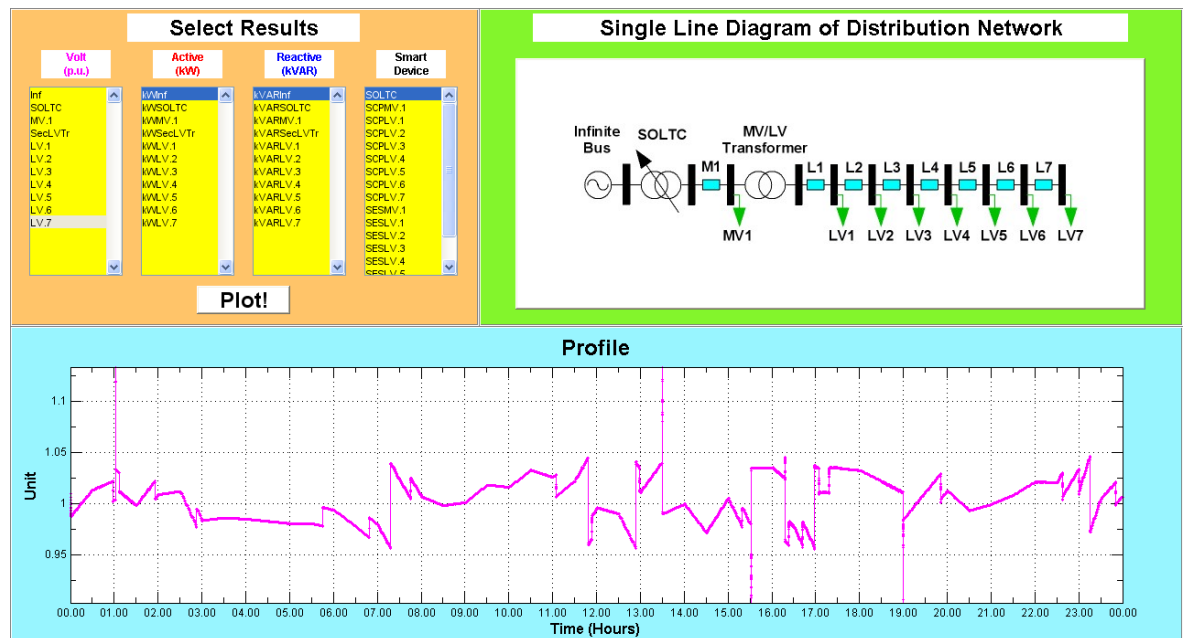 Select Results
Volt
(p.u.)
Active
(kW)
Reactive
(kVAR)
Smart
Device
Inf
SOLTC
MV.1
SecLVTr
LV.1
LV.2
LV.3
LV.4
LV.5
LV.6
LV.7
kWInf
kWSOLTC
kWMV.1
kWSecLVTr
kWLV.1
kWLV.2
kWLV.3
kWLV.4
kWLV.5
kWLV.6
kWLV.7
kVARInf
kVARSOLTC
kVARMV.1
kVARSecLVTr
kVARLV.1
kVARLV.2
kVARLV.3
kVARLV.4
kVARLV.5
kVARLV.6
kVARLV.7
SOLTC
SCPMV.1
SCPLV.1
SCPLV.2
SCPLV.3
SCPLV.4
SCPLV.5
SCPLV.6
SCPLV.7
SESMV.1
SESLV.1
SESLV.2
SESLV.3
SESLV.4
SESLV.5
Plot!
Single Line Diagram of Distribution Network
Infinite
Bus
SOLTC
MV/LV
Transformer
M1
L1 L2 L3 L4 L5 L6 L7
MV1
LV1 LV2 LV3 LV4 LV5 LV6 LV7
Profile
Unit
1.1
1.05
1
0.95
00.00 01.00 02.00 03.00 04.00 05.00 06.00 07.00 08.00 09.00 10.00 11.00 12.00 13.00 14.00 15.00 16.00 17.00 18.00 19.00 20.00 21.00 22.00 23.00 00.00
Time (Hours)